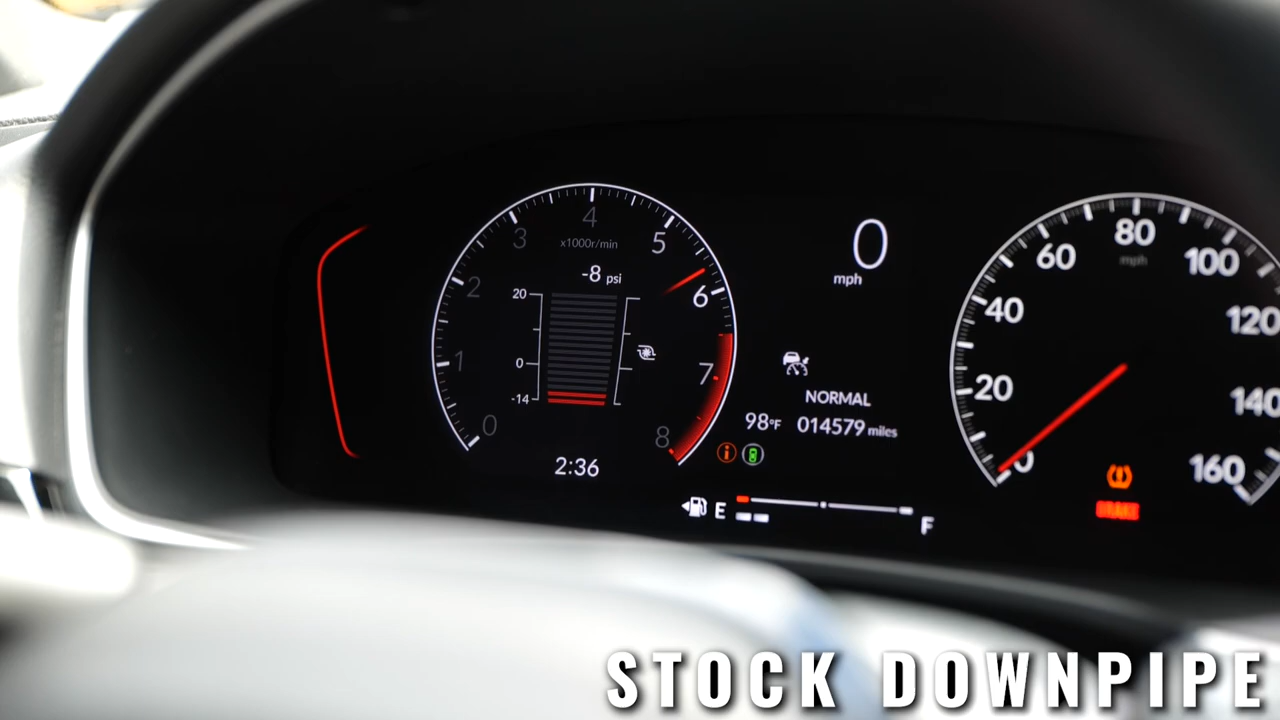 0 1 2 3 4 5 6 7 8
x1000r/min
-8 psi
20
0
-14
2:36
0
mph
NORMAL
98°F 014579 miles
i
E F
0 20 40 60 80 100 120 140 160
mph
BRAKE
STOCK DOWNPIPE